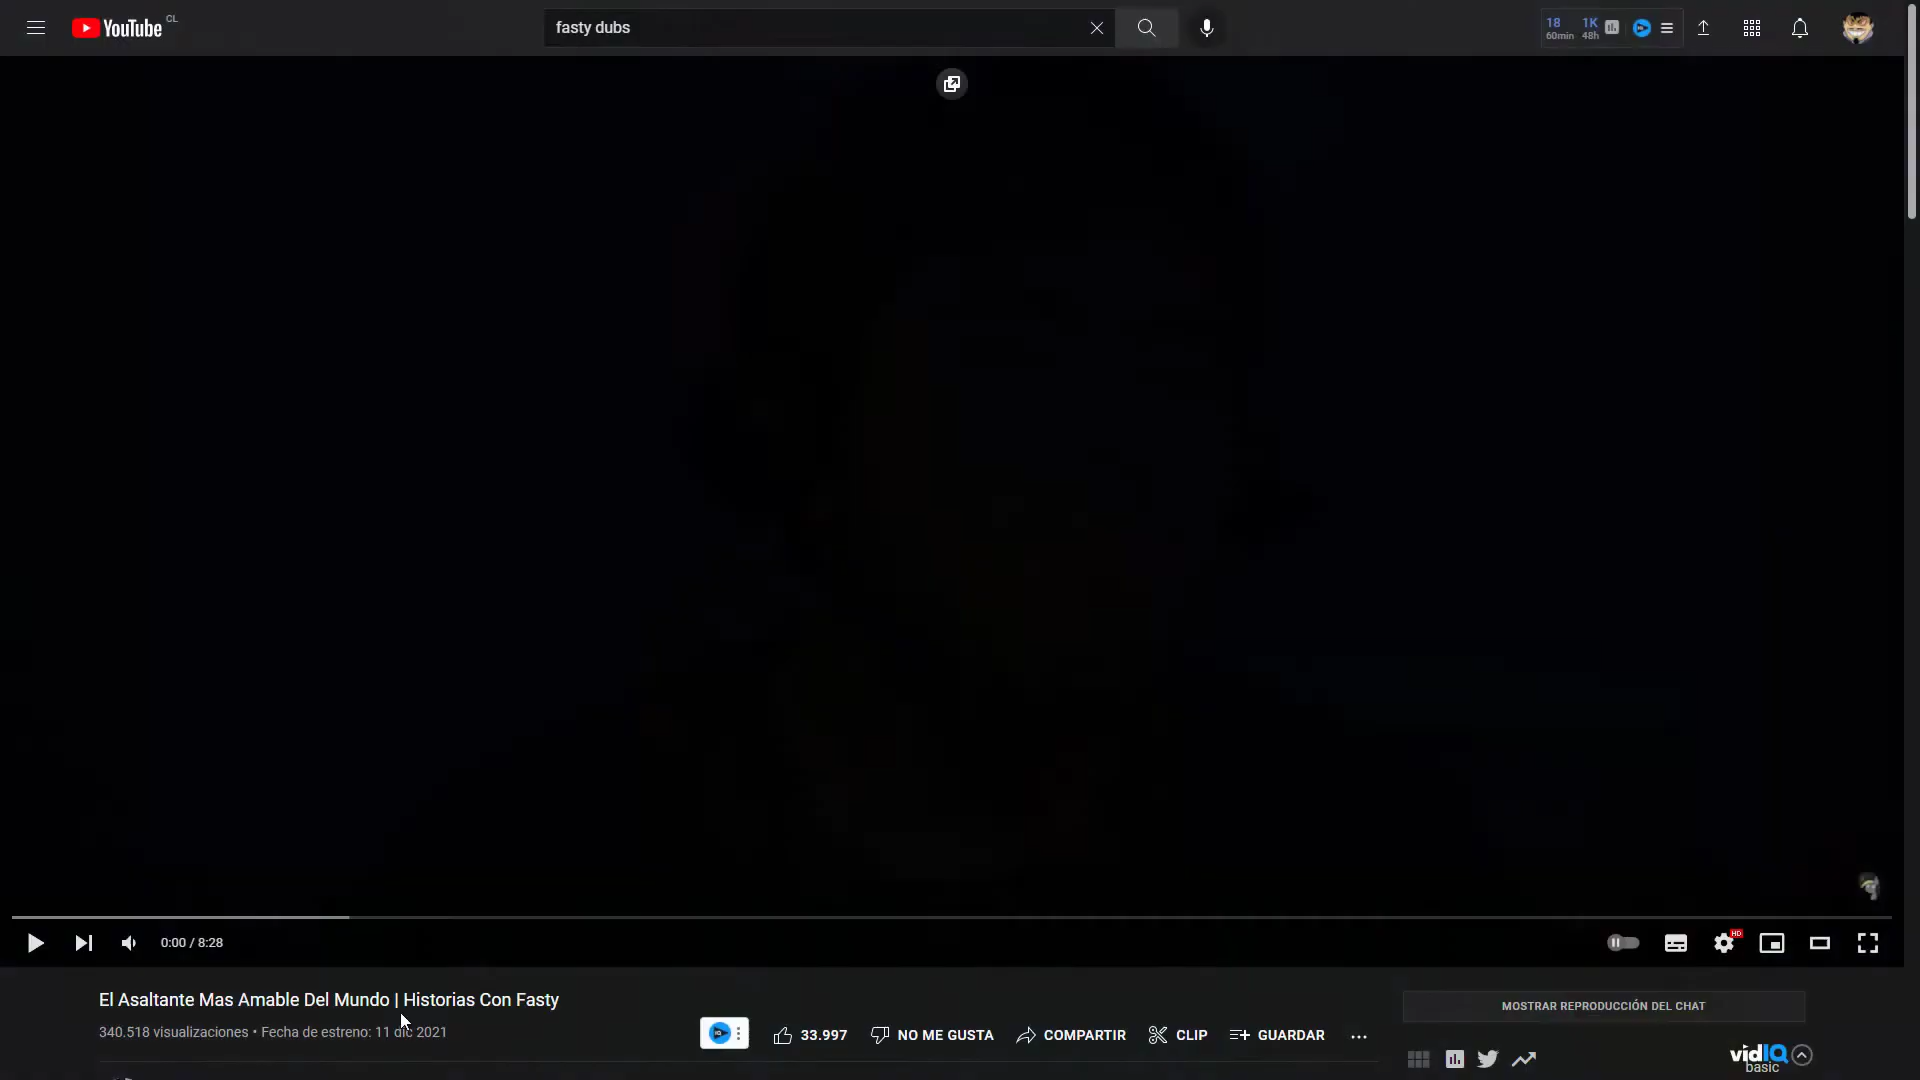 YouTube CL
fasty dubs
18 1K
60min 48h
HD
0:00 / 8:28
El Asaltante Mas Amable Del Mundo | Historias Con Fasty
340.518 visualizaciones • Fecha de estreno: 11 dic 2021
IQ
33.997 NO ME GUSTA COMPARTIR CLIP GUARDAR
MOSTRAR REPRODUCCIÓN DEL CHAT
vidIQ
basic